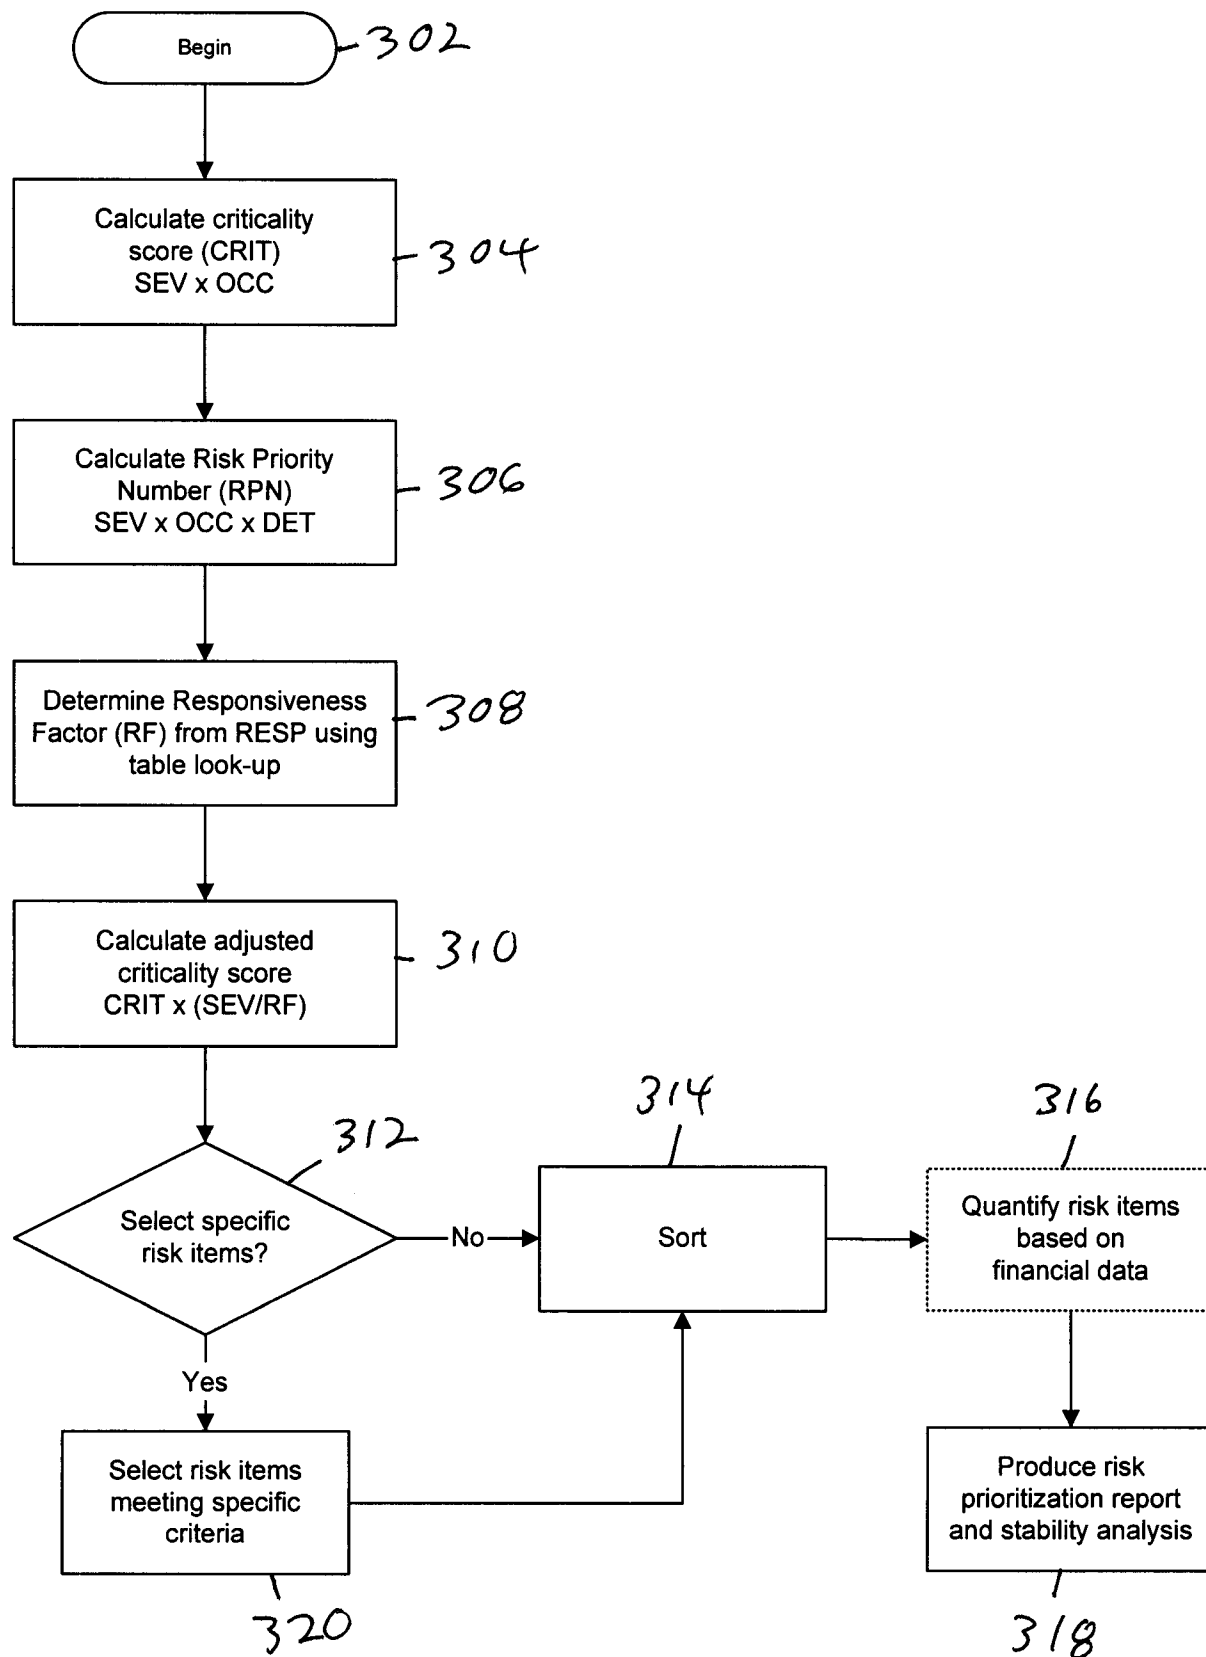 Begin
302
Calculate criticality
score (CRIT)
SEV x OCC
304
Calculate Risk Priority
Number (RPN)
SEV x OCC x DET
306
Determine Responsiveness
Factor (RF) from RESP using
table look-up
308
Calculate adjusted
criticality score
CRIT x (SEV/RF)
310
312
Select specific
risk items?
No
314
Sort
316
Quantify risk items
based on
financial data
Yes
Select risk items
meeting specific
criteria
320
Produce risk
prioritization report
and stability analysis
318